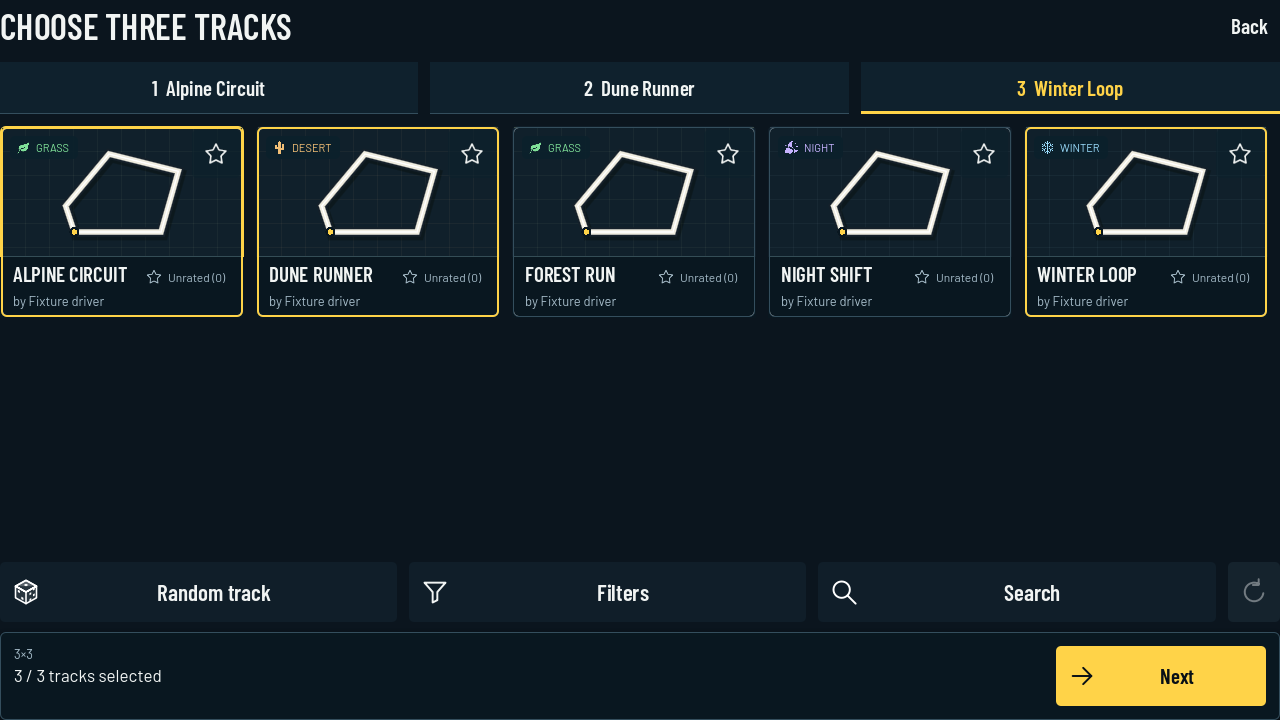 CHOOSE THREE TRACKS
Back
1 Alpine Circuit
2 Dune Runner
3 Winter Loop
GRASS
DESERT
GRASS
NIGHT
WINTER
ALPINE CIRCUIT
Unrated (0)
by Fixture driver
DUNE RUNNER
Unrated (0)
by Fixture driver
FOREST RUN
Unrated (0)
by Fixture driver
NIGHT SHIFT
Unrated (0)
by Fixture driver
WINTER LOOP
Unrated (0)
by Fixture driver
Random track
Filters
Search
3×3
3 / 3 tracks selected
Next